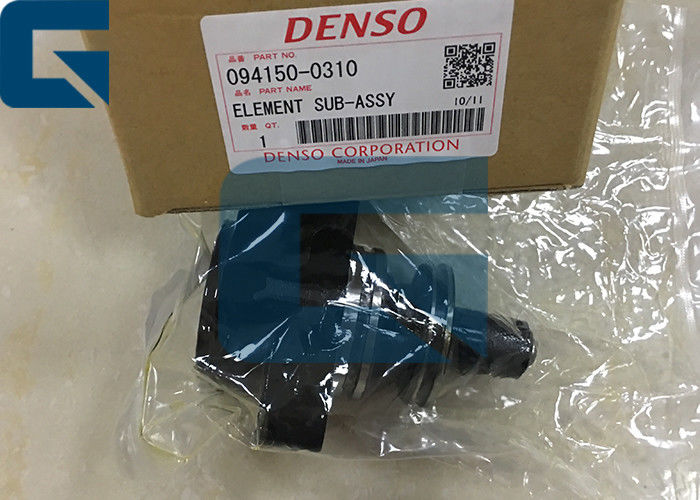 DENSO
品番 PART NO.
094150-0310
品名 PART NAME
ELEMENT SUB-ASSY 10/11
数量 QT.
1
DENSO CORPORATION
MADE IN JAPAN